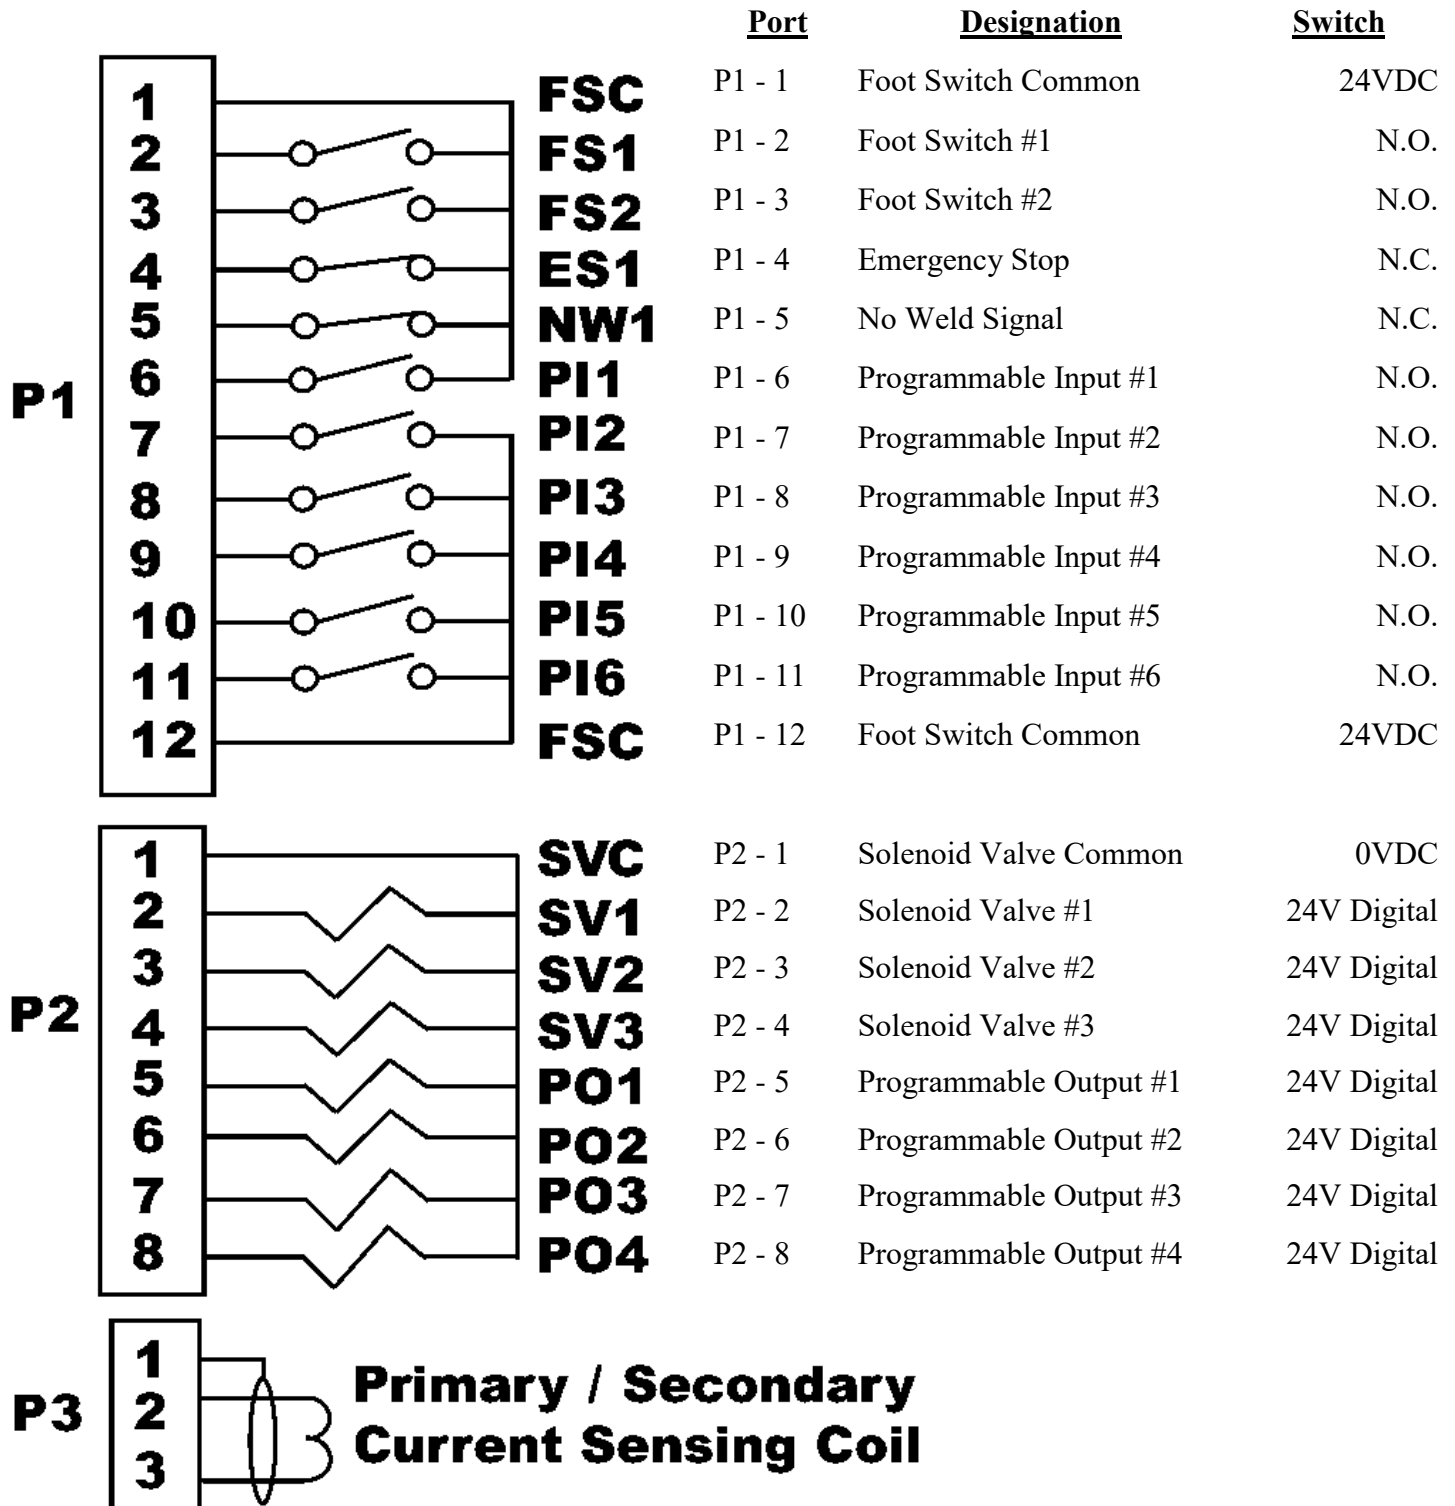 Port Designation Switch
1 FSC P1 - 1 Foot Switch Common 24VDC
2 FS1 P1 - 2 Foot Switch #1 N.O.
3 FS2 P1 - 3 Foot Switch #2 N.O.
4 ES1 P1 - 4 Emergency Stop N.C.
5 NW1 P1 - 5 No Weld Signal N.C.
6 PI1 P1 - 6 Programmable Input #1 N.O.
P1
7 PI2 P1 - 7 Programmable Input #2 N.O.
8 PI3 P1 - 8 Programmable Input #3 N.O.
9 PI4 P1 - 9 Programmable Input #4 N.O.
10 PI5 P1 - 10 Programmable Input #5 N.O.
11 PI6 P1 - 11 Programmable Input #6 N.O.
12 FSC P1 - 12 Foot Switch Common 24VDC
1 SVC P2 - 1 Solenoid Valve Common 0VDC
2 SV1 P2 - 2 Solenoid Valve #1 24V Digital
3 SV2 P2 - 3 Solenoid Valve #2 24V Digital
P2
4 SV3 P2 - 4 Solenoid Valve #3 24V Digital
5 PO1 P2 - 5 Programmable Output #1 24V Digital
6 PO2 P2 - 6 Programmable Output #2 24V Digital
7 PO3 P2 - 7 Programmable Output #3 24V Digital
8 PO4 P2 - 8 Programmable Output #4 24V Digital
1 Primary / Secondary
P3 2
3 Current Sensing Coil